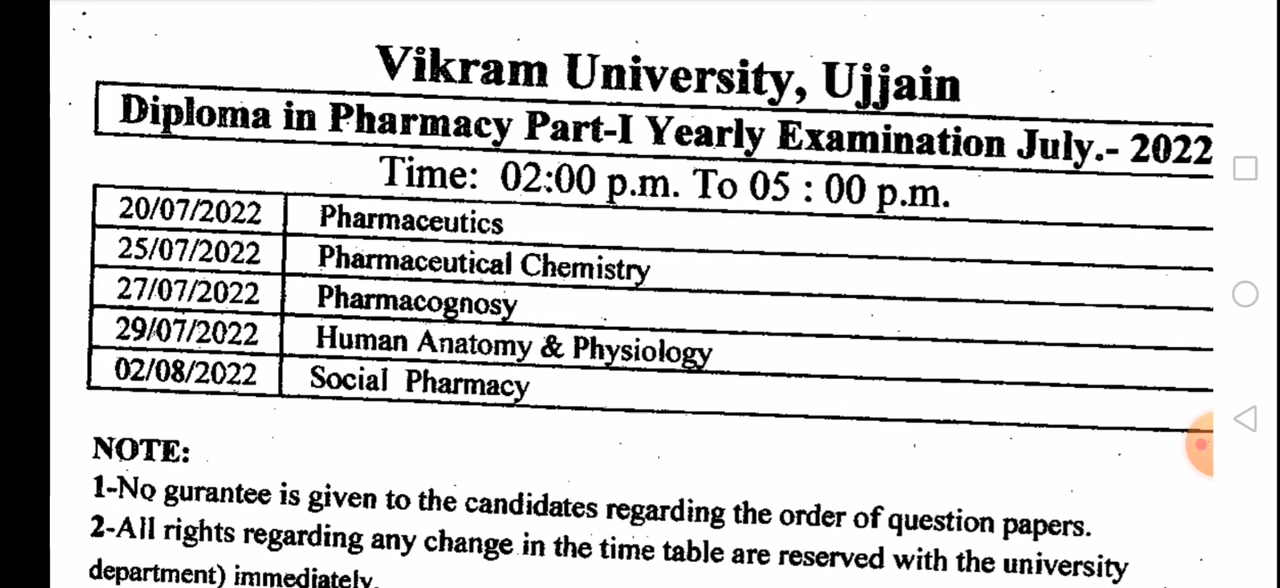 Vikram University, Ujjain
Diploma in Pharmacy Part-I Yearly Examination July.- 2022
Time: 02:00 p.m. To 05 : 00 p.m.
20/07/2022 Pharmaceutics
25/07/2022 Pharmaceutical Chemistry
27/07/2022 Pharmacognosy
29/07/2022 Human Anatomy & Physiology
02/08/2022 Social Pharmacy
NOTE:
1-No gurantee is given to the candidates regarding the order of question papers.
2-All rights regarding any change in the time table are reserved with the university
department) immediately.